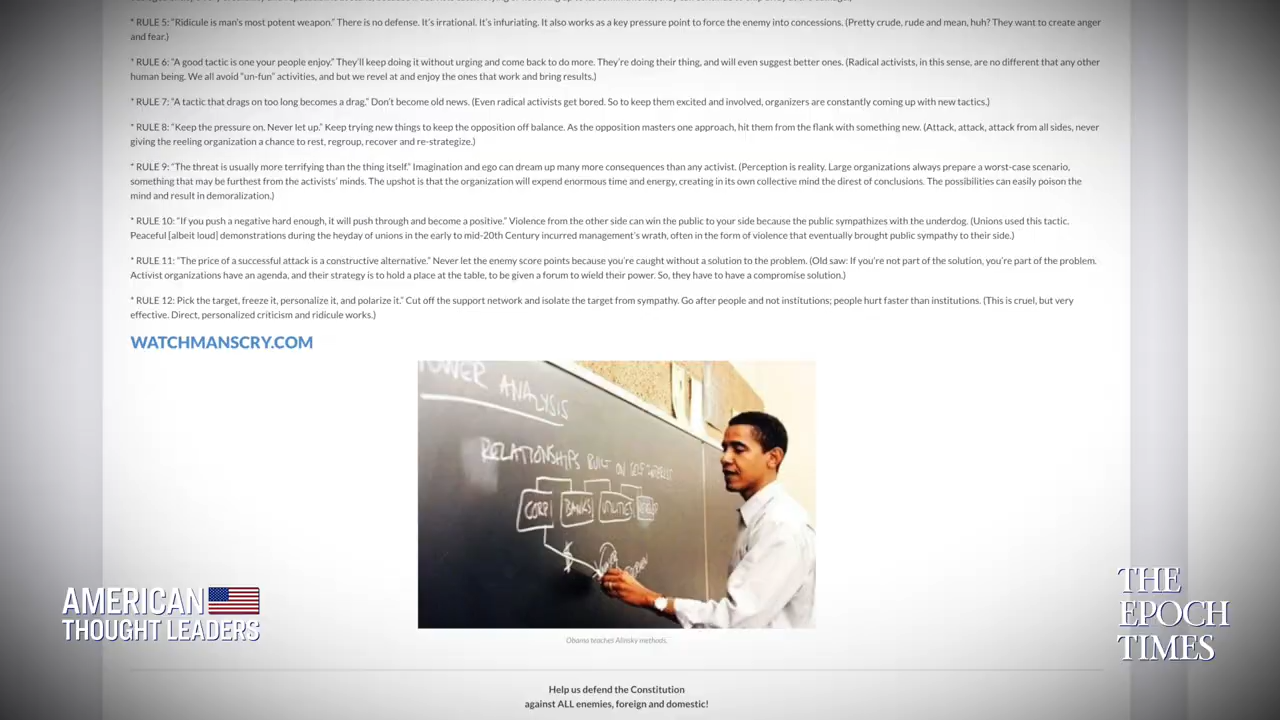 * RULE 5: "Ridicule is man's most potent weapon." There is no defense. It's irrational. It's infuriating. It also works as a key pressure point to force the enemy into concessions. (Pretty crude, rude and mean, huh? They want to create anger
and fear.)
* RULE 6: "A good tactic is one your people enjoy." They'll keep doing it without urging and come back to do more. They're doing their thing, and will even suggest better ones. (Radical activists, in this sense, are no different that any other
human being. We all avoid "un-fun" activities, and but we revel at and enjoy the ones that work and bring results.)
* RULE 7: "A tactic that drags on too long becomes a drag." Don't become old news. (Even radical activists get bored. So to keep them excited and involved, organizers are constantly coming up with new tactics.)
* RULE 8: "Keep the pressure on. Never let up." Keep trying new things to keep the opposition off balance. As the opposition masters one approach, hit them from the flank with something new. (Attack, attack, attack from all sides, never
giving the reeling organization a chance to rest, regroup, recover and re-strategize.)
* RULE 9: "The threat is usually more terrifying than the thing itself." Imagination and ego can dream up many more consequences than any activist. (Perception is reality. Large organizations always prepare a worst-case scenario,
something that may be furthest from the activists' minds. The upshot is that the organization will expend enormous time and energy, creating in its own collective mind the direst of conclusions. The possibilities can easily poison the
mind and result in demoralization.)
* RULE 10: "If you push a negative hard enough, it will push through and become a positive." Violence from the other side can win the public to your side because the public sympathizes with the underdog. (Unions used this tactic.
Peaceful [albeit loud] demonstrations during the heyday of unions in the early to mid-20th Century incurred management's wrath, often in the form of violence that eventually brought public sympathy to their side.)
* RULE 11: "The price of a successful attack is a constructive alternative." Never let the enemy score points because you're caught without a solution to the problem. (Old saw: If you're not part of the solution, you're part of the problem.
Activist organizations have an agenda, and their strategy is to hold a place at the table, to be given a forum to wield their power. So, they have to have a compromise solution.)
* RULE 12: Pick the target, freeze it, personalize it, and polarize it." Cut off the support network and isolate the target from sympathy. Go after people and not institutions; people hurt faster than institutions. (This is cruel, but very
effective. Direct, personalized criticism and ridicule works.)
WATCHMANSCRY.COM
POWER ANALYSIS
RELATIONSHIPS BUILT ON SELF INTEREST
CORP BANKS UTILITIES
Obama teaches Alinsky methods.
AMERICAN
THOUGHT LEADERS
THE
EPOCH
TIMES
Help us defend the Constitution
against ALL enemies, foreign and domestic!